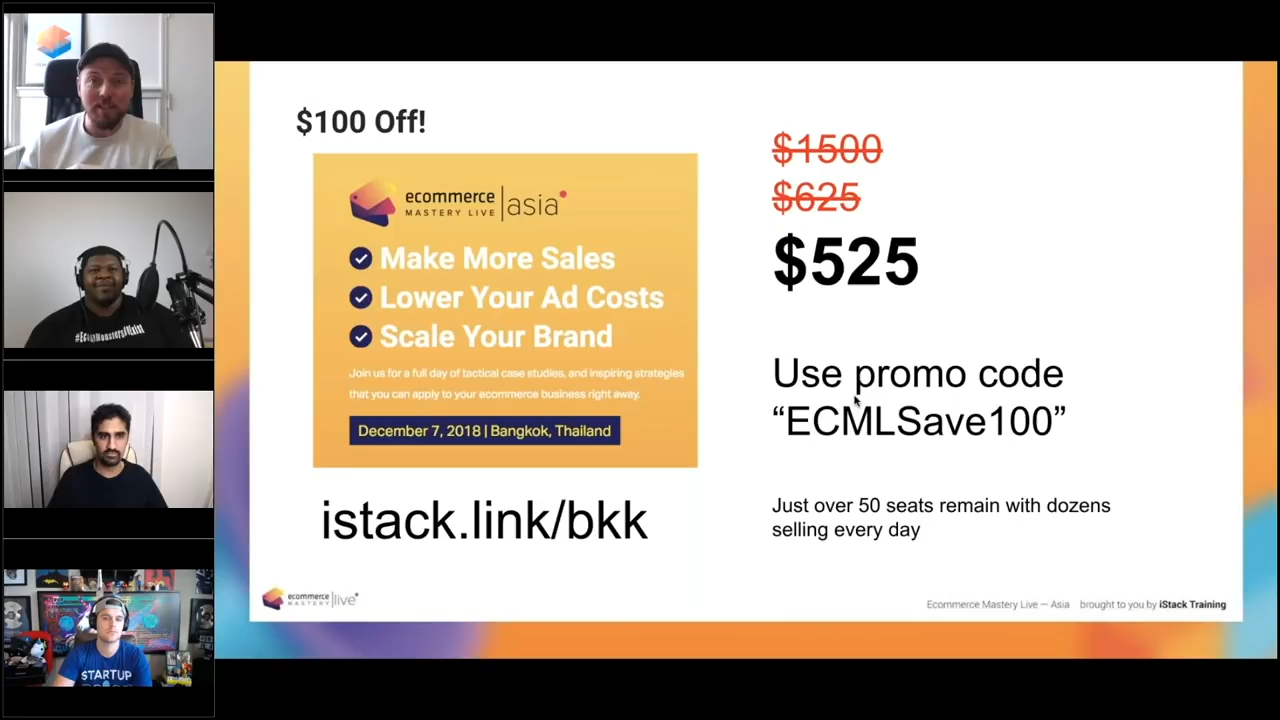 $100 Off!
ecommerce
MASTERY LIVE
asia
Make More Sales
Lower Your Ad Costs
Scale Your Brand
Join us for a full day of tactical case studies, and inspiring strategies
that you can apply to your ecommerce business right away.
December 7, 2018 | Bangkok, Thailand
istack.link/bkk
$1500
$625
$525
Use promo code
“ECMLSave100”
Just over 50 seats remain with dozens
selling every day
ecommerce
MASTERY LIVE
live
Ecommerce Mastery Live — Asia brought to you by iStack Training
STARTUP